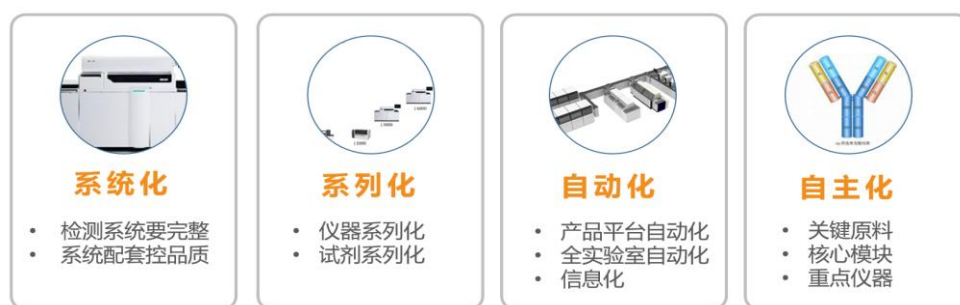 系统化
检测系统要完整
系统配套控品质
系列化
仪器系列化
试剂系列化
自动化
产品平台自动化
全实验室自动化
信息化
自主化
关键原料
核心模块
重点仪器